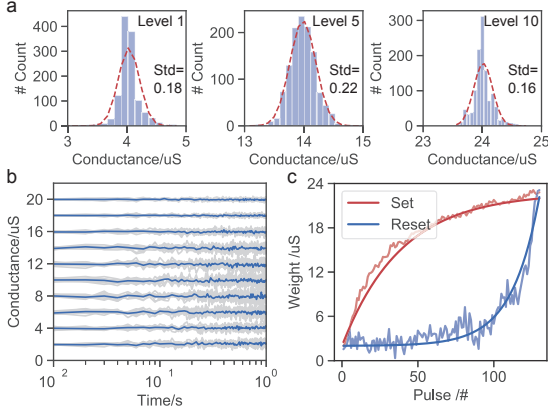 a
Level 1
Level 5
Level 10
# Count
400
300
200
100
0
Std=
0.18
3
4
5
Conductance/uS
# Count
200
100
0
Std=
0.22
13
14
15
Conductance/uS
# Count
300
200
100
0
Std=
0.16
23
24
25
Conductance/uS
b
Conductance/uS
20
16
12
8
4
0
10⁻²
10⁻¹
10⁰
Time/s
c
Weight /uS
24
18
12
6
0
Set
Reset
0
50
100
Pulse /#